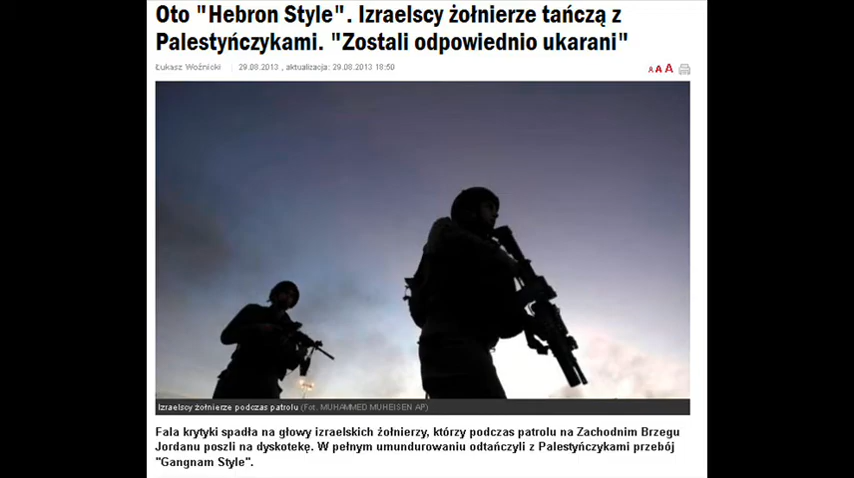 Oto "Hebron Style". Izraelscy żołnierze tańczą z
Palestyńczykami. "Zostali odpowiednio ukarani"
Łukasz Woźnicki 29.08.2013 , aktualizacja: 29.08.2013 18:50
A A A
Izraelscy żołnierze podczas patrolu (Fot. MUHAMMED MUHEISEN AP)
Fala krytyki spadła na głowy izraelskich żołnierzy, którzy podczas patrolu na Zachodnim Brzegu
Jordanu poszli na dyskotekę. W pełnym umundurowaniu odtańczyli z Palestyńczykami przebój
"Gangnam Style".